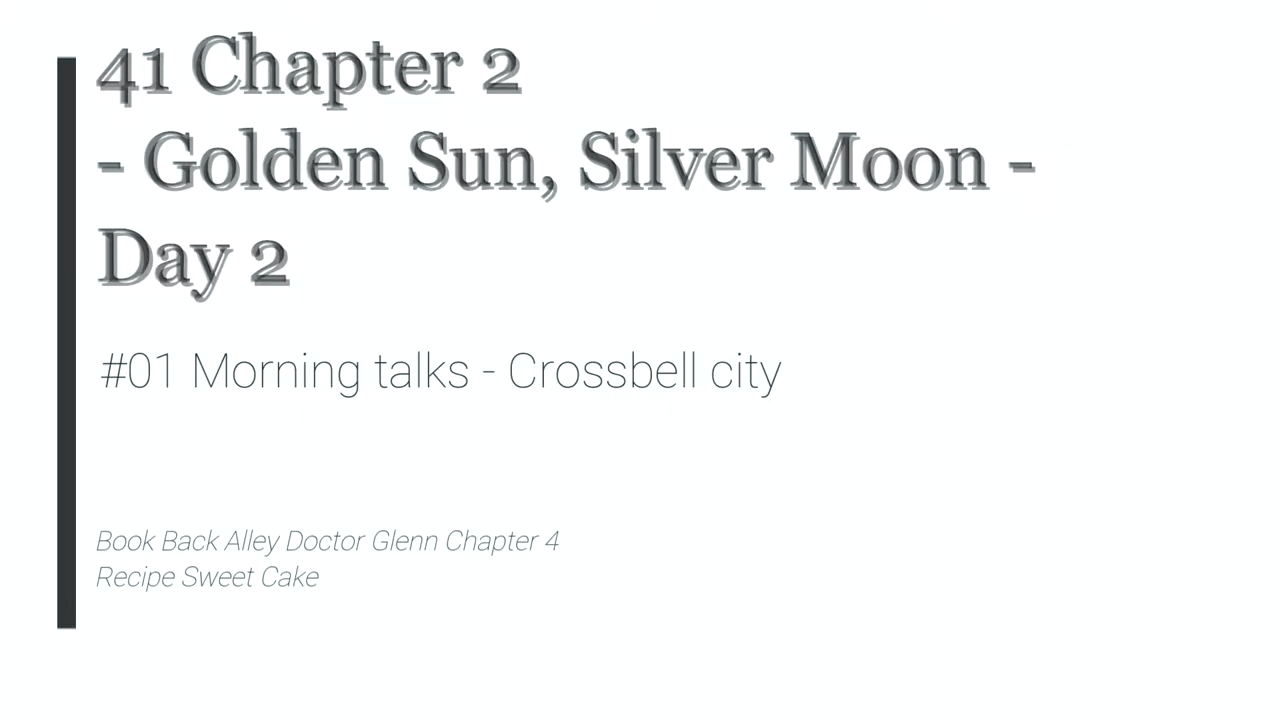 41 Chapter 2
- Golden Sun, Silver Moon -
Day 2
#01 Morning talks - Crossbell city
Book Back Alley Doctor Glenn Chapter 4
Recipe Sweet Cake